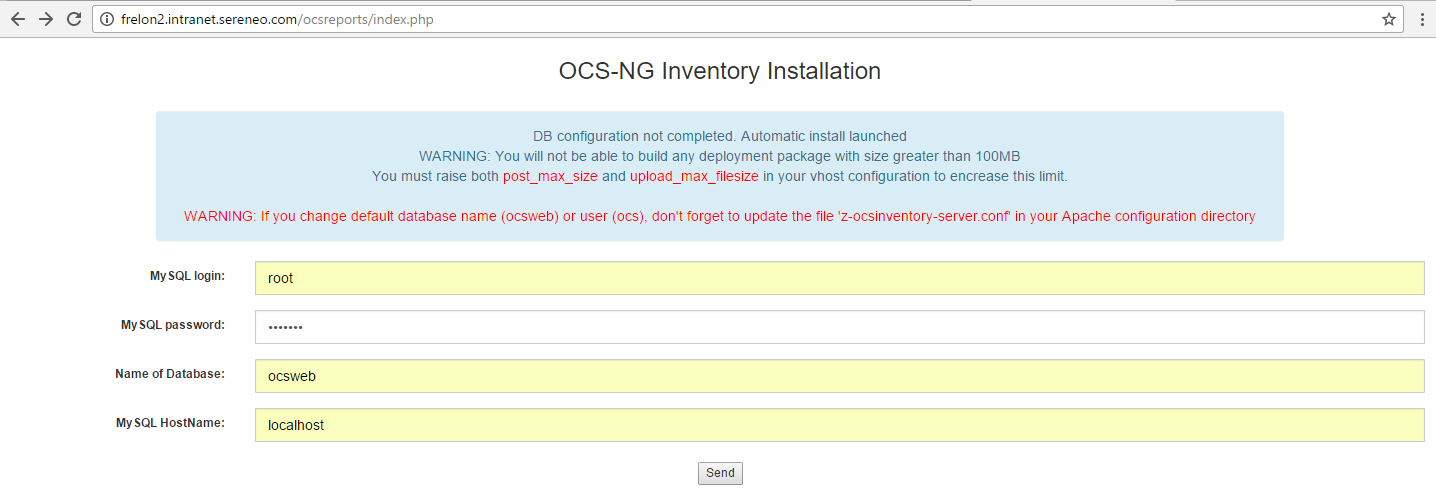 frelon2.intranet.sereneo.com/ocsreports/index.php
OCS-NG Inventory Installation
DB configuration not completed. Automatic install launched
WARNING: You will not be able to build any deployment package with size greater than 100MB
You must raise both post_max_size and upload_max_filesize in your vhost configuration to encrease this limit.
WARNING: If you change default database name (ocsweb) or user (ocs), don't forget to update the file 'z-ocsinventory-server.conf' in your Apache configuration directory
MySQL login: root
MySQL password: •••••••
Name of Database: ocsweb
MySQL HostName: localhost
Send